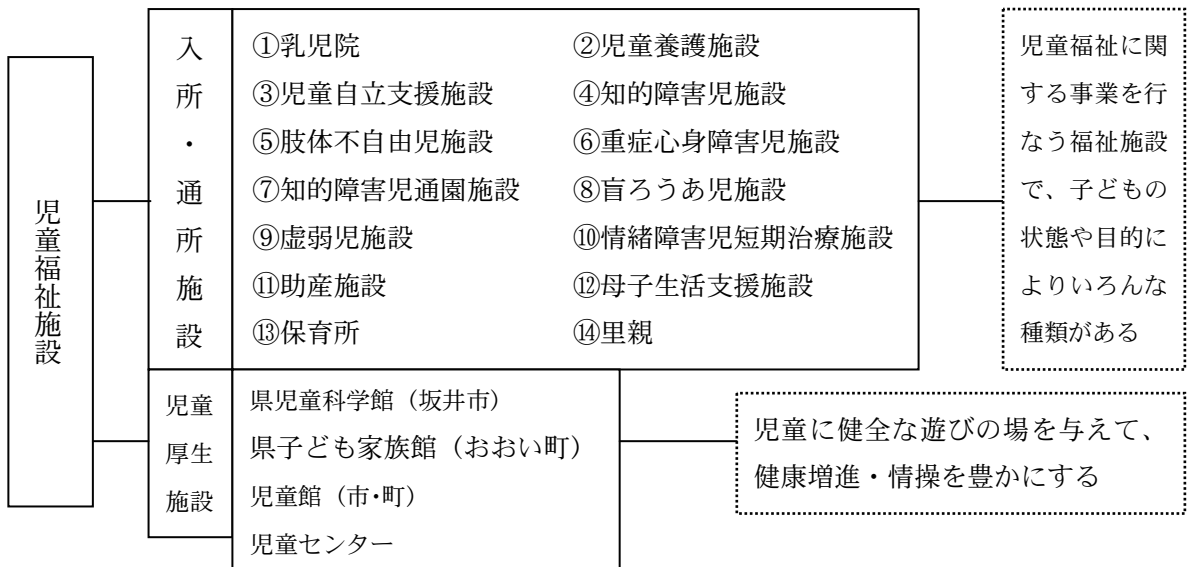 児童福祉施設
入所・通所施設
①乳児院 ②児童養護施設
③児童自立支援施設 ④知的障害児施設
⑤肢体不自由児施設 ⑥重症心身障害児施設
⑦知的障害児通園施設 ⑧盲ろうあ児施設
⑨虚弱児施設 ⑩情緒障害児短期治療施設
⑪助産施設 ⑫母子生活支援施設
⑬保育所 ⑭里親
児童福祉に関
する事業を行
なう福祉施設
で、子どもの
状態や目的に
よりいろんな
種類がある
児童
厚生
施設
県児童科学館（坂井市）
県子ども家族館（おおい町）
児童館（市・町）
児童センター
児童に健全な遊びの場を与えて、
健康増進・情操を豊かにする